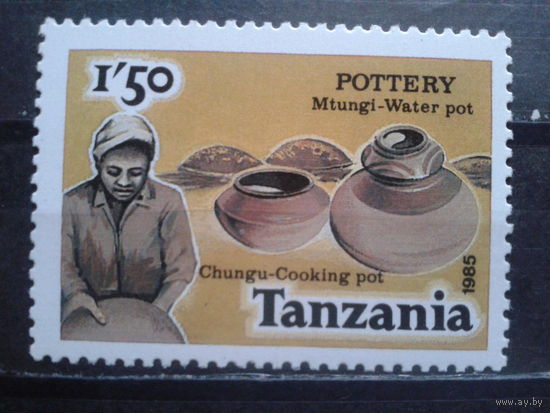 1'50
POTTERY
Mtungi-Water pot
Chungu-Cooking pot
Tanzania
1985
www.ay.by